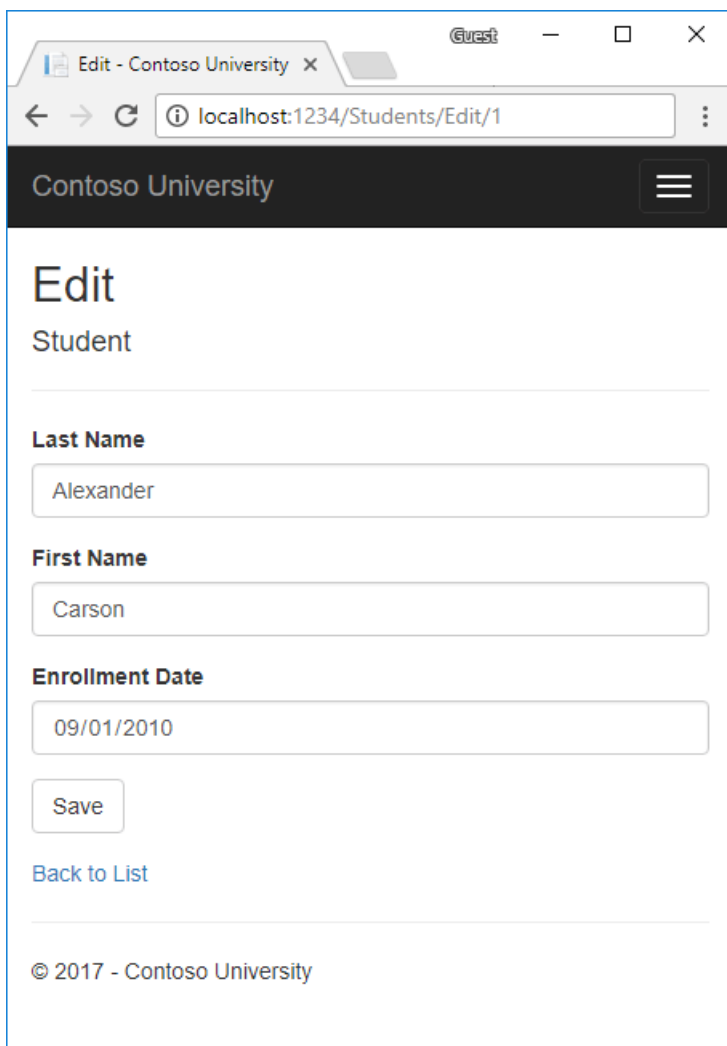 Guest
Edit - Contoso University
localhost:1234/Students/Edit/1
Contoso University
Edit
Student
Last Name
Alexander
First Name
Carson
Enrollment Date
09/01/2010
Save
Back to List
© 2017 - Contoso University